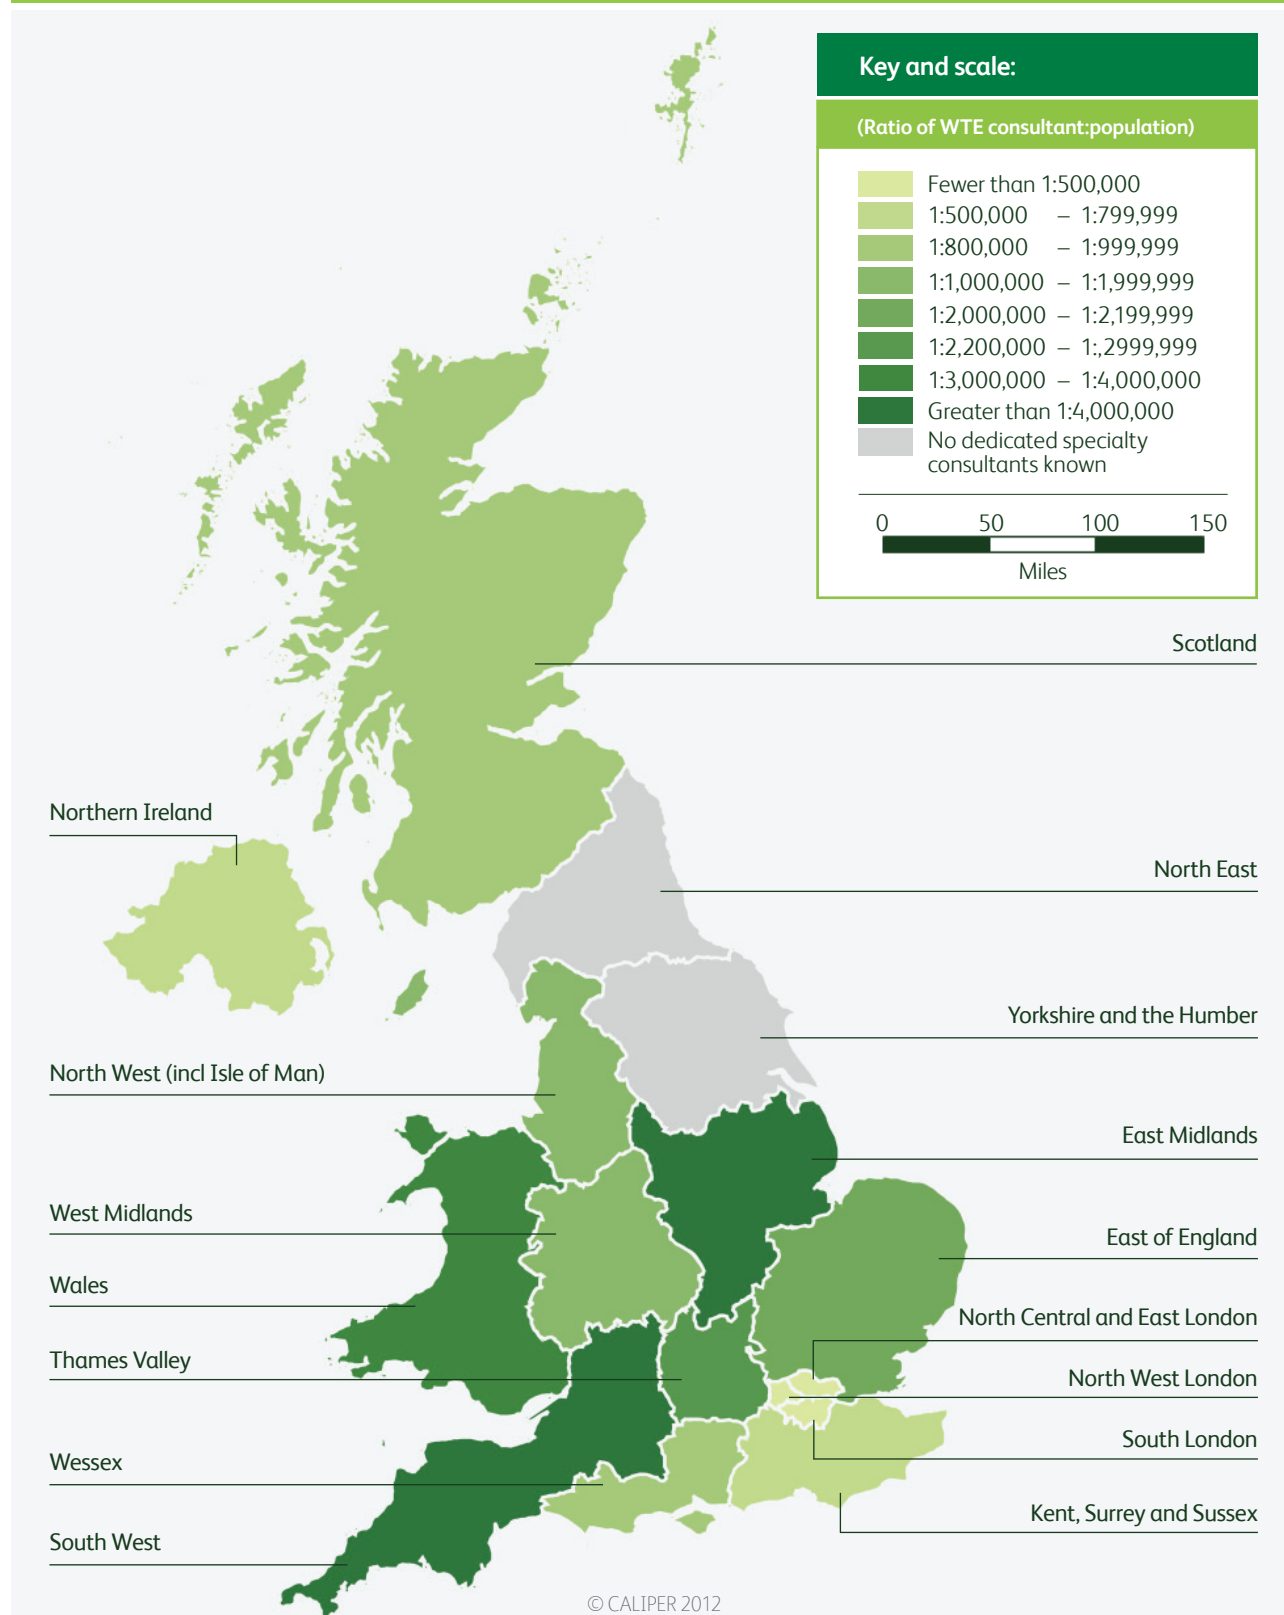 Key and scale:
(Ratio of WTE consultant:population)
Fewer than 1:500,000
1:500,000 – 1:799,999
1:800,000 – 1:999,999
1:1,000,000 – 1:1,999,999
1:2,000,000 – 1:2,199,999
1:2,200,000 – 1:,2999,999
1:3,000,000 – 1:4,000,000
Greater than 1:4,000,000
No dedicated specialty
consultants known
0 50 100 150
Miles
Scotland
Northern Ireland
North East
Yorkshire and the Humber
North West (incl Isle of Man)
East Midlands
West Midlands
East of England
Wales
North Central and East London
Thames Valley
North West London
South London
Wessex
Kent, Surrey and Sussex
South West
© CALIPER 2012